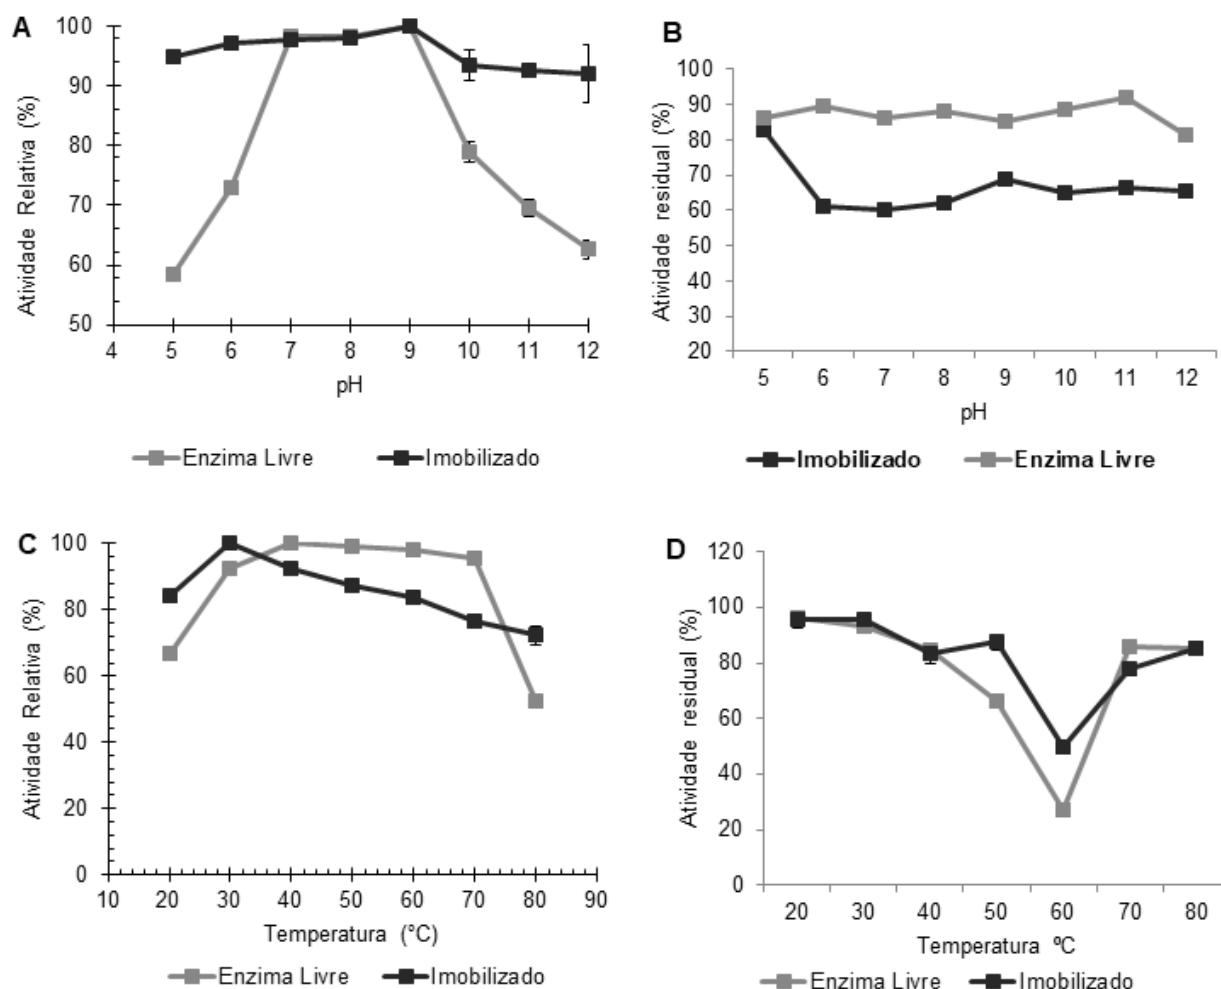 A
Atividade Relativa (%)
100
90
80
70
60
50
4 5 6 7 8 9 10 11 12
pH
Enzima Livre Imobilizado
B
Atividade residual (%)
100
90
80
70
60
50
40
30
20
5 6 7 8 9 10 11 12
pH
Imobilizado Enzima Livre
C
Atividade Relativa (%)
100
80
60
40
20
0
10 20 30 40 50 60 70 80 90
Temperatura (°C)
Enzima Livre Imobilizado
D
Atividade residual (%)
120
100
80
60
40
20
0
20 30 40 50 60 70 80
Temperatura ºC
Enzima Livre Imobilizado